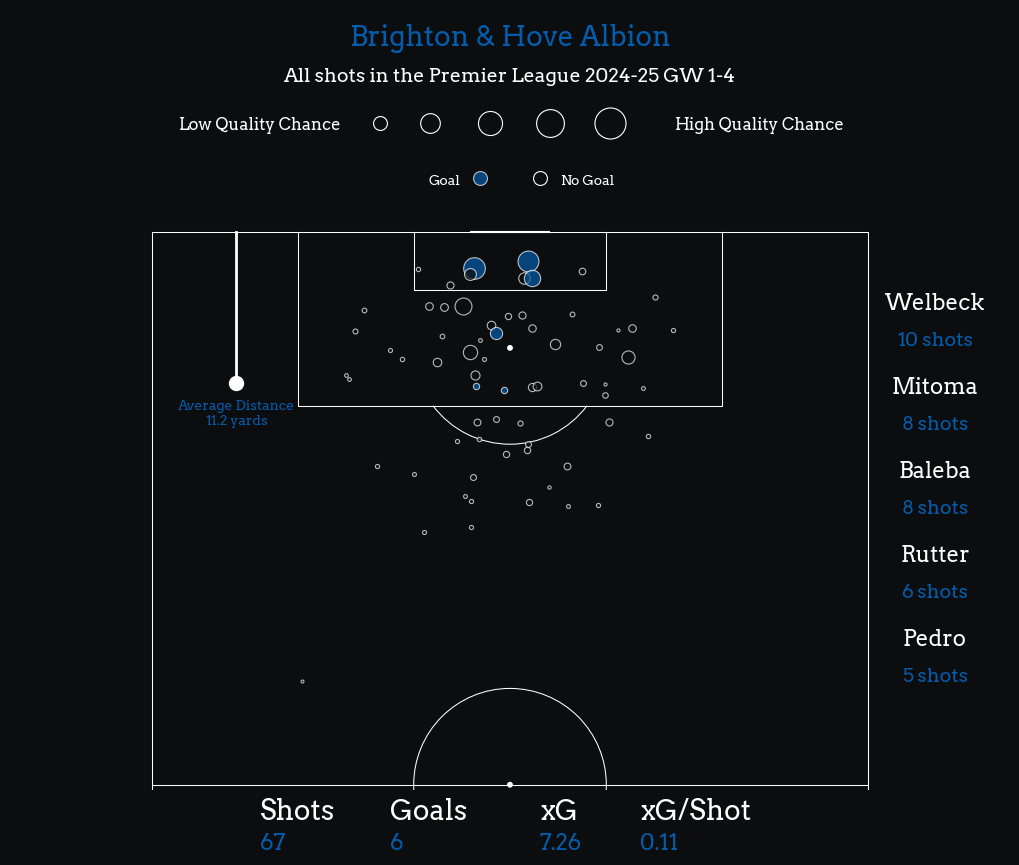 Brighton & Hove Albion
All shots in the Premier League 2024-25 GW 1-4
Low Quality Chance High Quality Chance
Goal No Goal
Average Distance
11.2 yards
Welbeck
10 shots
Mitoma
8 shots
Baleba
8 shots
Rutter
6 shots
Pedro
5 shots
Shots Goals xG xG/Shot
67 6 7.26 0.11